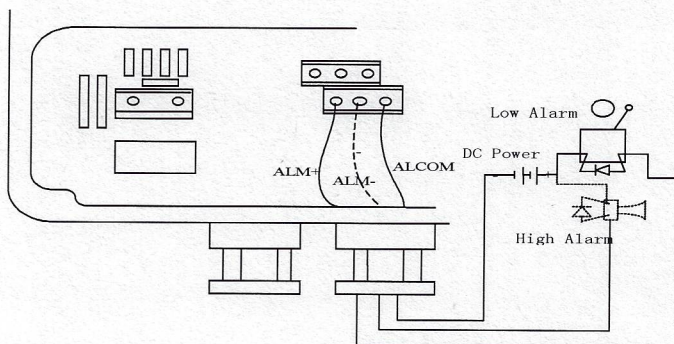 Low Alarm
DC Power
ALM+
ALM-
ALCOM
High Alarm